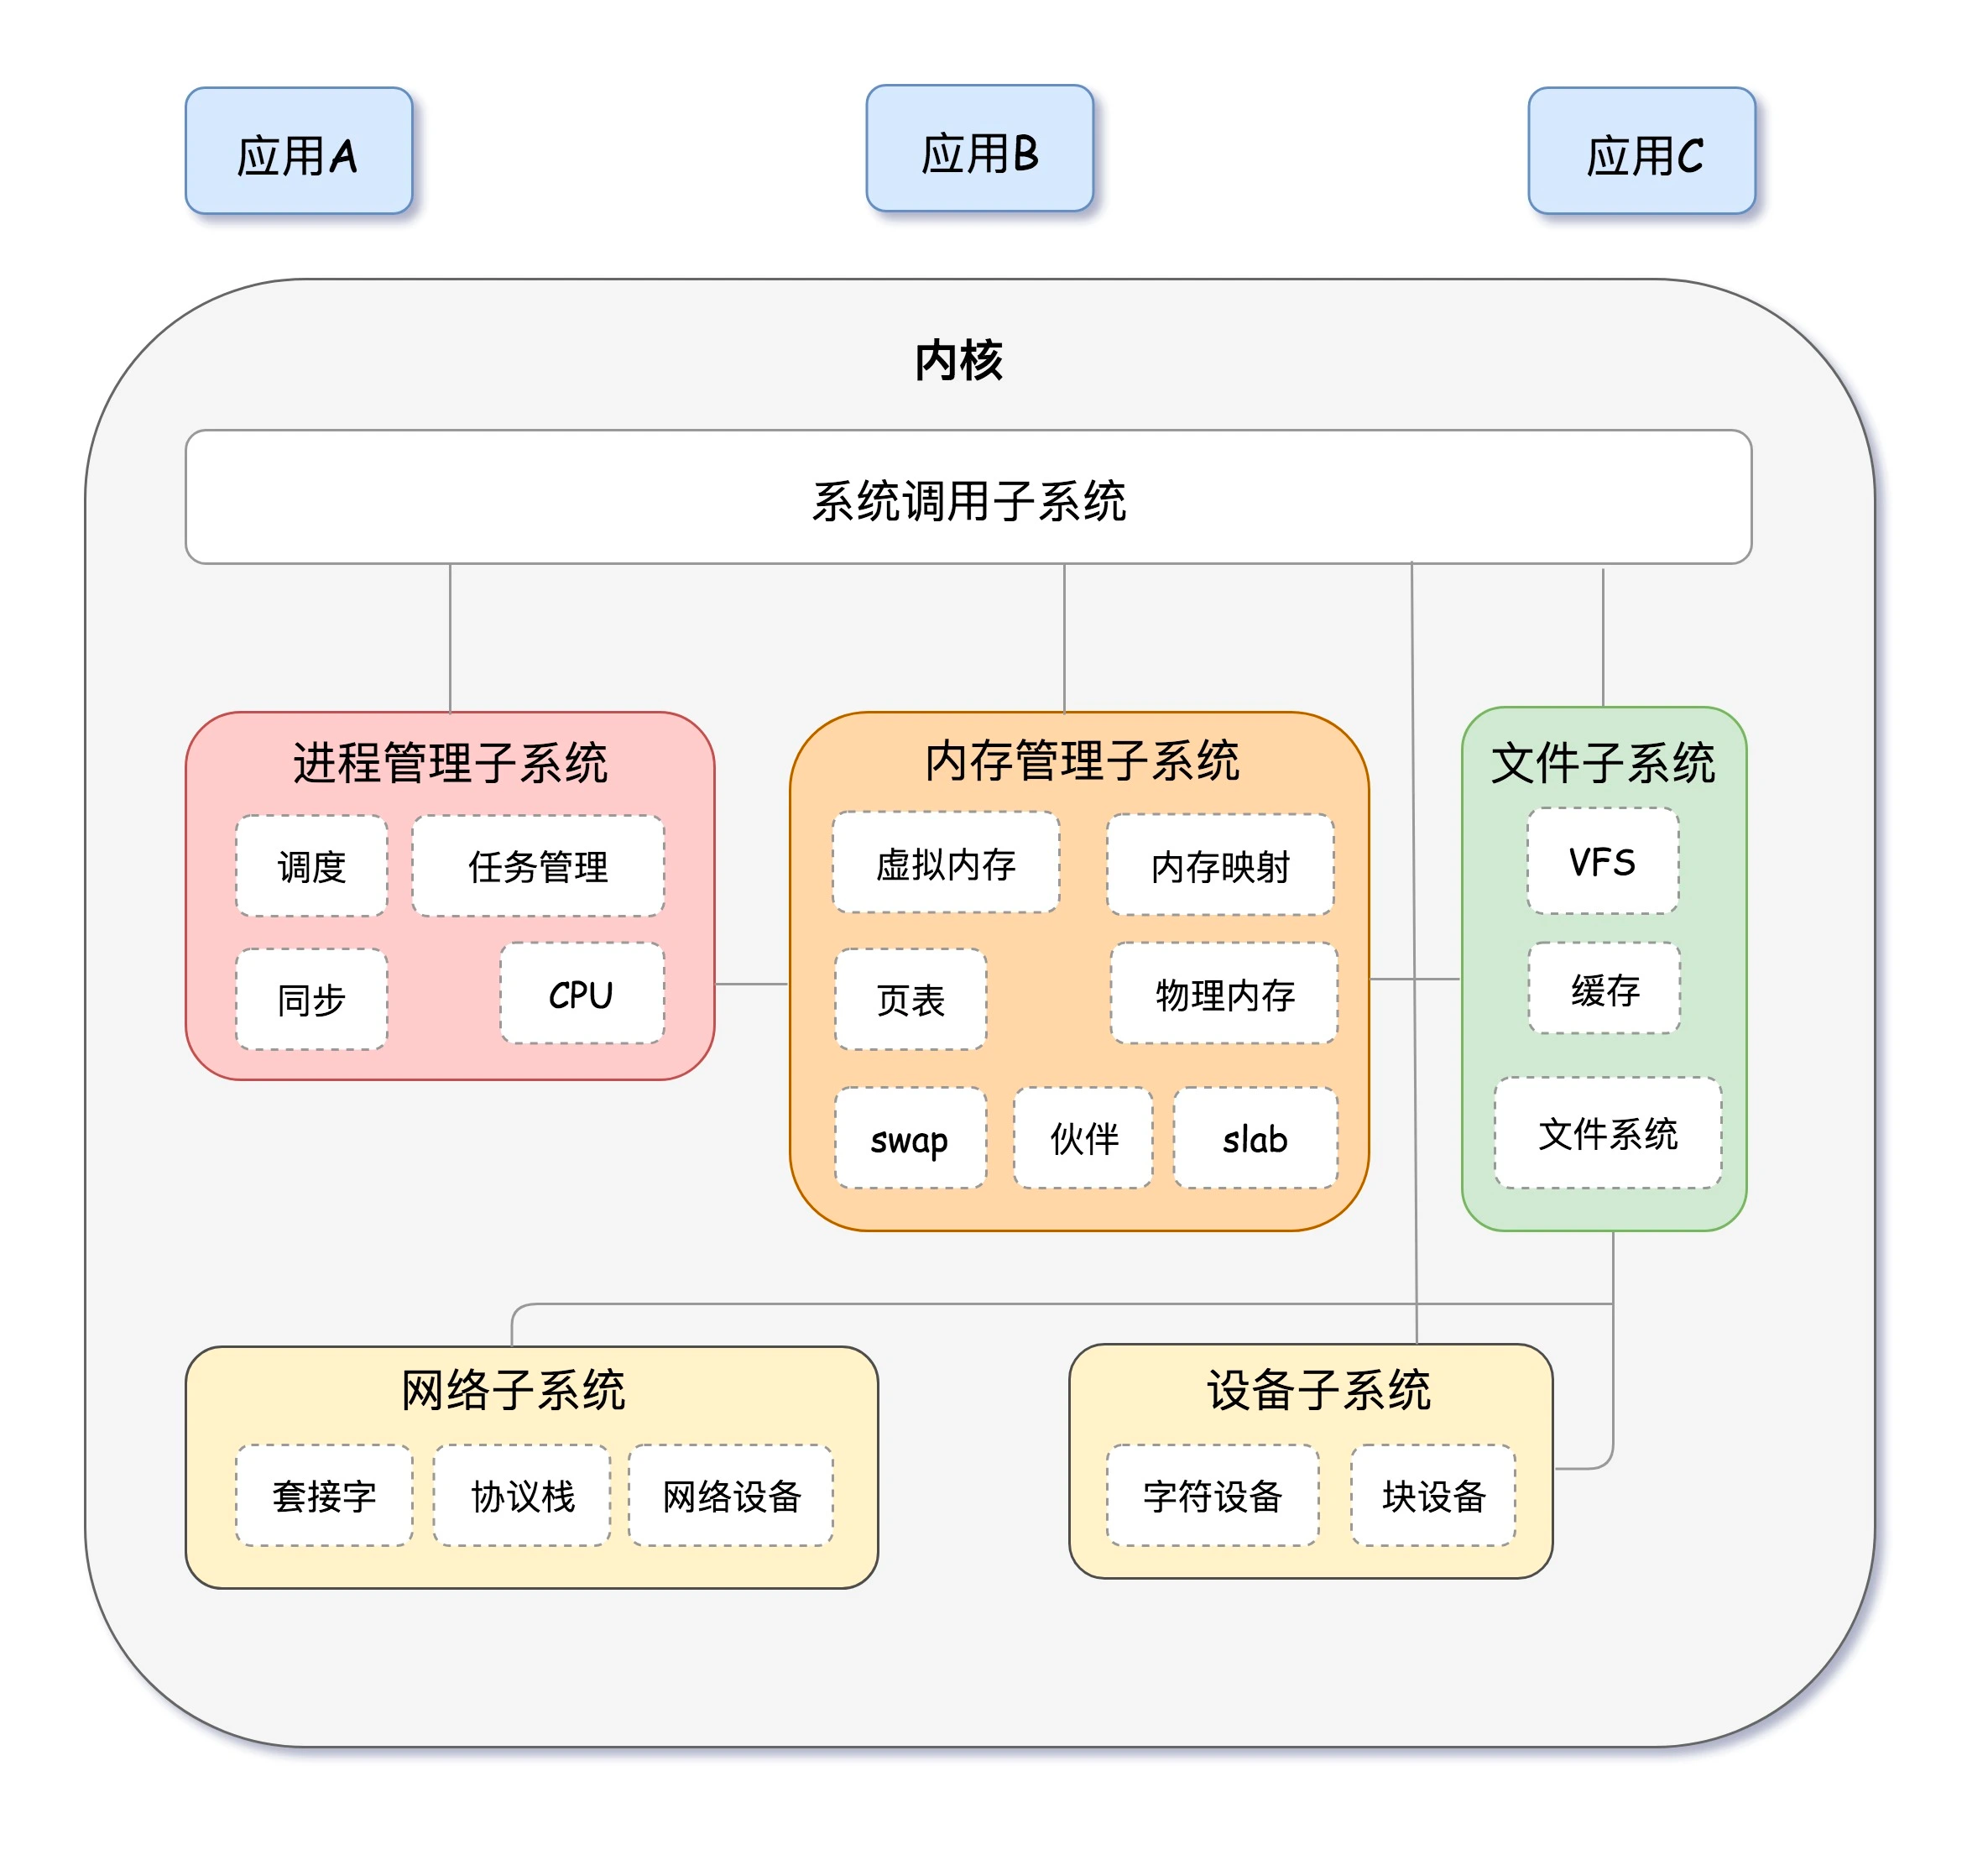 应用A
应用B
应用C
内核
系统调用子系统
进程管理子系统
调度
任务管理
同步
CPU
内存管理子系统
虚拟内存
内存映射
页表
物理内存
swap
伙伴
slab
文件子系统
VFS
缓存
文件系统
网络子系统
套接字
协议栈
网络设备
设备子系统
字符设备
块设备